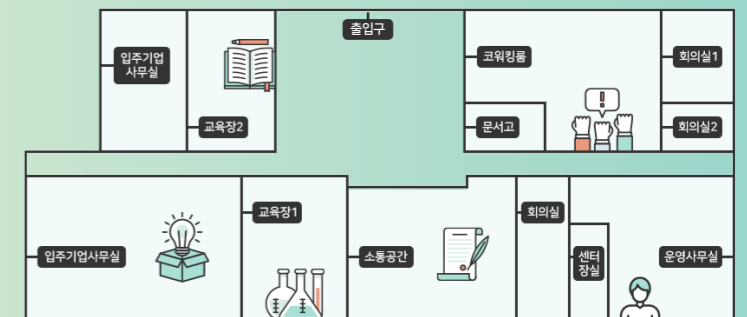 출입구
입주기업
사무실
코워킹룸
회의실1
교육장2
문서고
회의실2
교육장1
회의실
입주기업사무실
소통공간
센터
장실
운영사무실